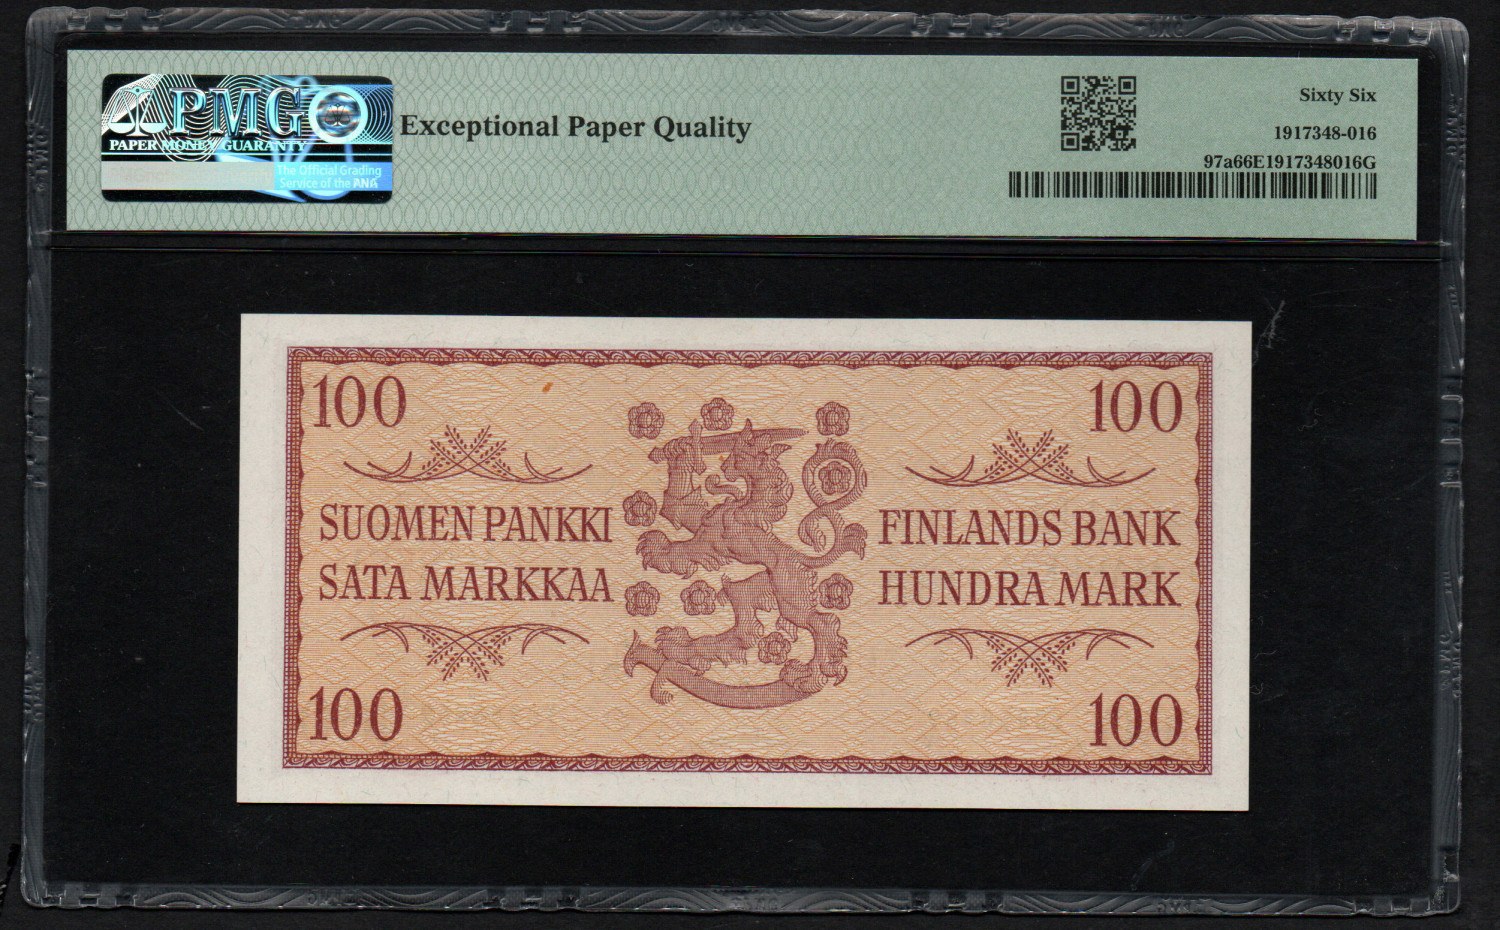 PMG
PAPER MONEY GUARANTY
The Official Grading
Service of the ANA
Exceptional Paper Quality
Sixty Six
1917348-016
97a66E1917348016G
100
100
SUOMEN PANKKI
SATA MARKKAA
FINLANDS BANK
HUNDRA MARK
100
100